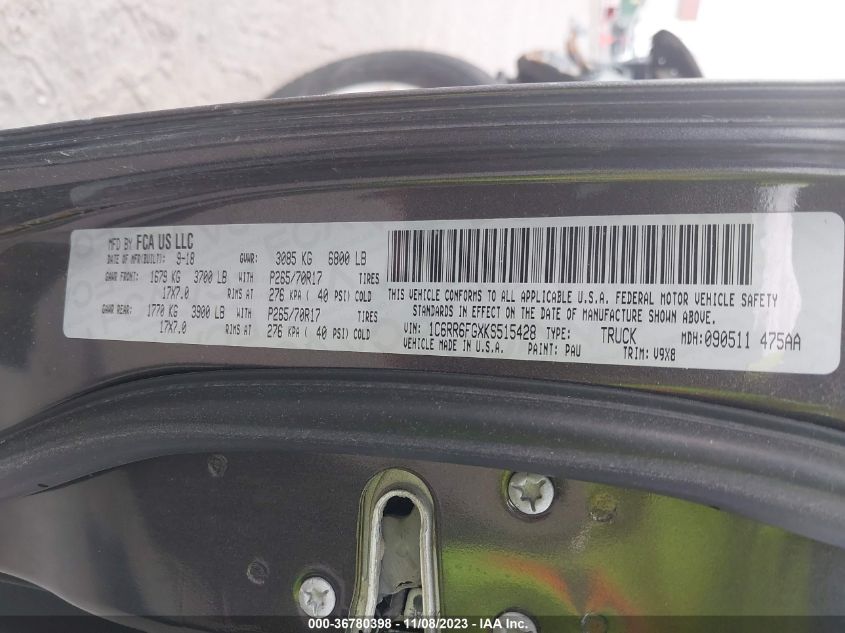 MFD BY FCA US LLC
DATE OF MFR(BUILT): 9-18 GVWR: 3085 KG 6800 LB
GAWR FRONT: 1679 KG 3700 LB WITH P265/70R17 TIRES
17X7.0 RIMS AT 276 KPA ( 40 PSI) COLD
GAWR REAR: 1770 KG 3900 LB WITH P265/70R17 TIRES
17X7.0 RIMS AT 276 KPA ( 40 PSI) COLD
THIS VEHICLE CONFORMS TO ALL APPLICABLE U.S.A. FEDERAL MOTOR VEHICLE SAFETY
STANDARDS IN EFFECT ON THE DATE OF MANUFACTURE SHOWN ABOVE.
VIN: 1C6RR6FGXKS515428 TYPE: TRUCK MDH: 090511 475AA
VEHICLE MADE IN U.S.A. PAINT: PAU TRIM: V9X8
000-36780398 - 11/08/2023 - IAA Inc.